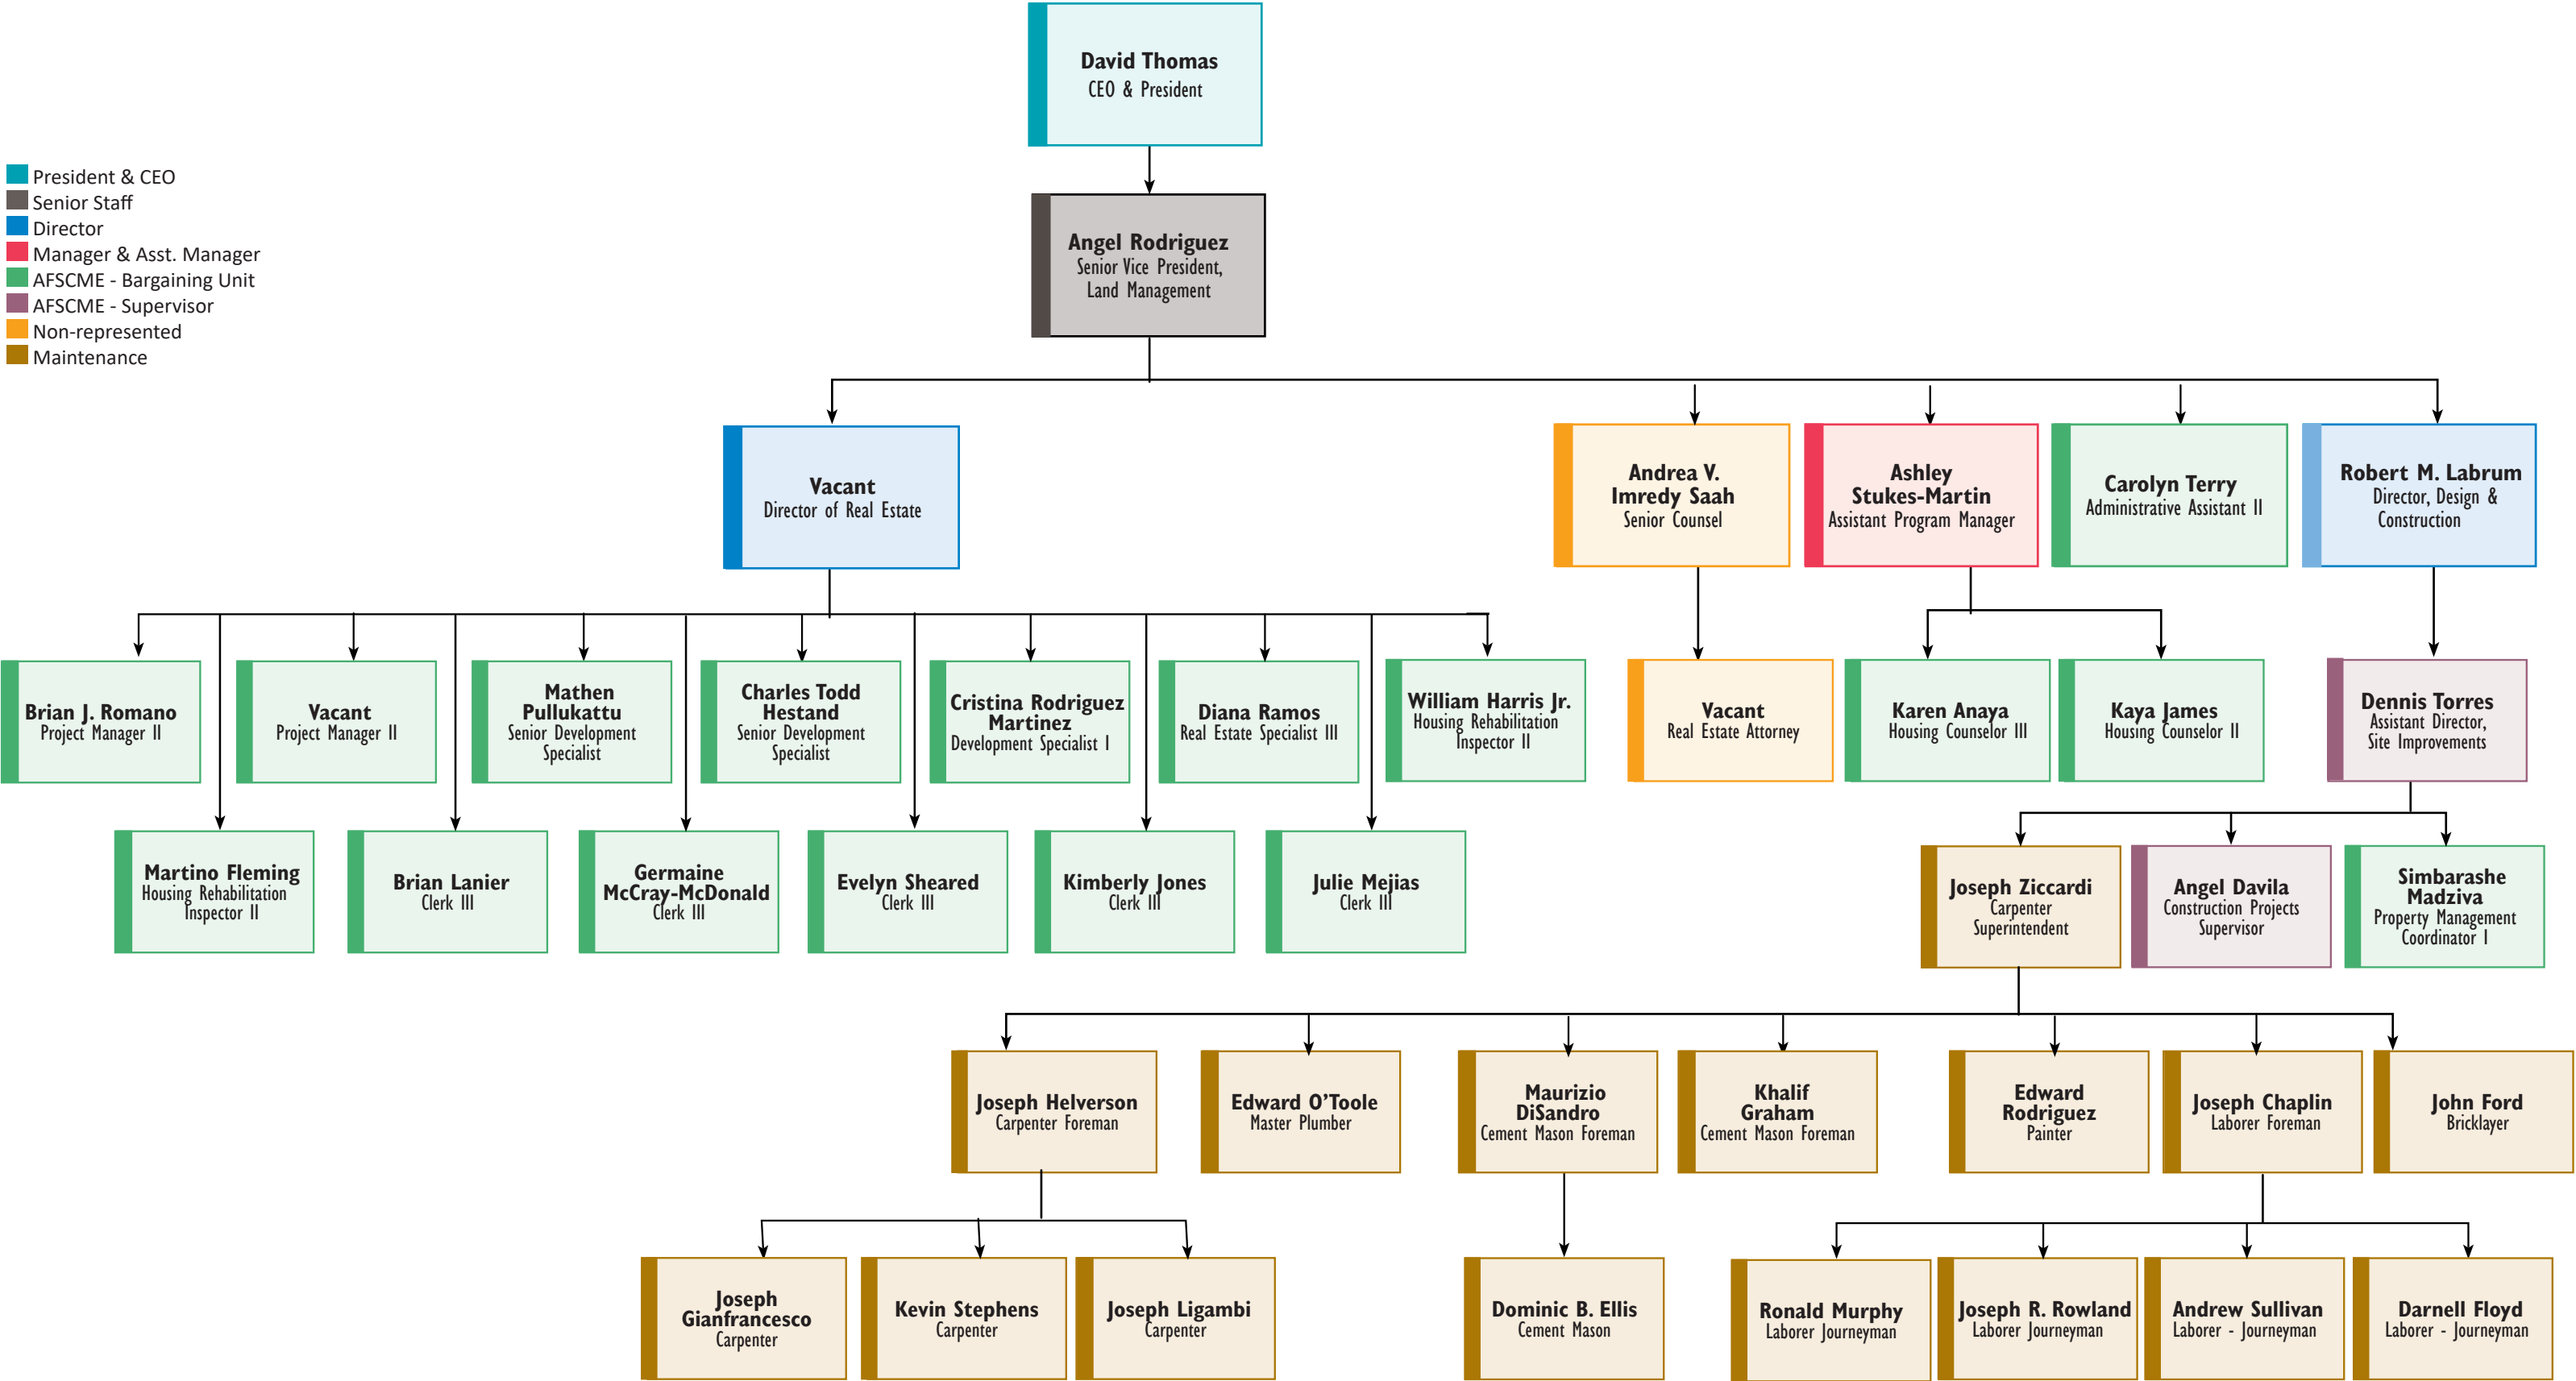 David Thomas
CEO & President
President & CEO
Senior Staff
Director
Manager & Asst. Manager
AFSCME - Bargaining Unit
AFSCME - Supervisor
Non-represented
Maintenance
Angel Rodriguez
Senior Vice President,
Land Management
Vacant
Director of Real Estate
Andrea V.
Imredy Saah
Senior Counsel
Ashley
Stukes-Martin
Assistant Program Manager
Carolyn Terry
Administrative Assistant II
Robert M. Labrum
Director, Design &
Construction
Brian J. Romano
Project Manager II
Vacant
Project Manager II
Mathen
Pullukattu
Senior Development
Specialist
Charles Todd
Hestand
Senior Development
Specialist
Cristina Rodriguez
Martinez
Development Specialist I
Diana Ramos
Real Estate Specialist III
William Harris Jr.
Housing Rehabilitation
Inspector II
Vacant
Real Estate Attorney
Karen Anaya
Housing Counselor III
Kaya James
Housing Counselor II
Dennis Torres
Assistant Director,
Site Improvements
Martino Fleming
Housing Rehabilitation
Inspector II
Brian Lanier
Clerk III
Germaine
McCray-McDonald
Clerk III
Evelyn Sheared
Clerk III
Kimberly Jones
Clerk III
Julie Mejias
Clerk III
Joseph Ziccardi
Carpenter
Superintendent
Angel Davila
Construction Projects
Supervisor
Simbarashe
Madziva
Property Management
Coordinator I
Joseph Helverson
Carpenter Foreman
Edward O'Toole
Master Plumber
Maurizio
DiSandro
Cement Mason Foreman
Khalif
Graham
Cement Mason Foreman
Edward
Rodriguez
Painter
Joseph Chaplin
Laborer Foreman
John Ford
Bricklayer
Joseph
Gianfrancesco
Carpenter
Kevin Stephens
Carpenter
Joseph Ligambi
Carpenter
Dominic B. Ellis
Cement Mason
Ronald Murphy
Laborer Journeyman
Joseph R. Rowland
Laborer Journeyman
Andrew Sullivan
Laborer - Journeyman
Darnell Floyd
Laborer - Journeyman